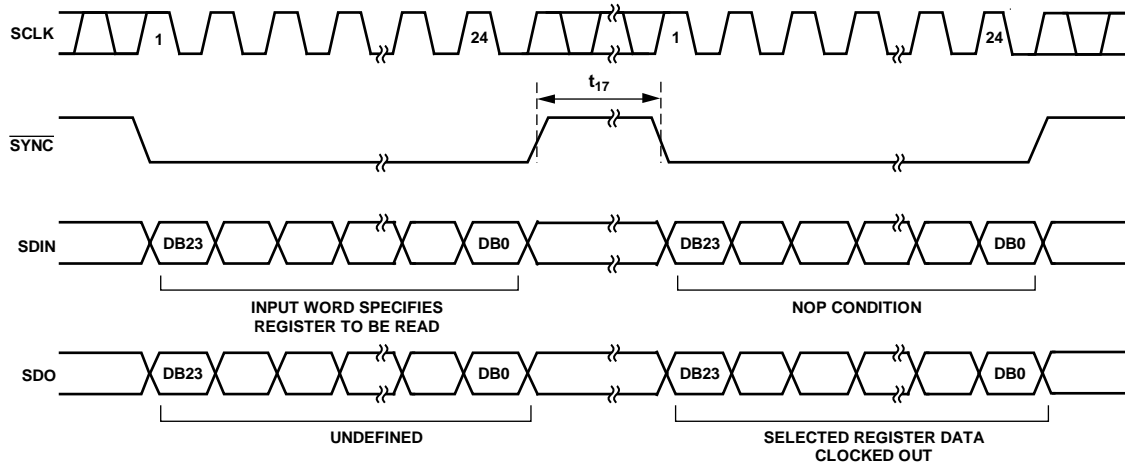 SCLK
1
24
1
24
t17
SYNC
SDIN
DB23
DB0
DB23
DB0
INPUT WORD SPECIFIES
REGISTER TO BE READ
NOP CONDITION
SDO
DB23
DB0
DB23
DB0
UNDEFINED
SELECTED REGISTER DATA
CLOCKED OUT